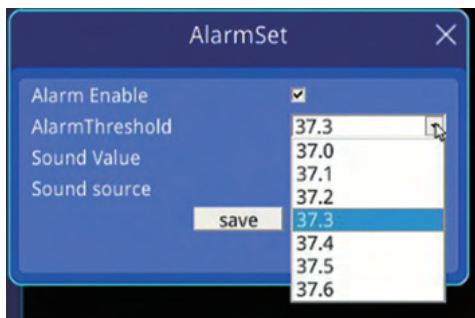 AlarmSet
Alarm Enable
AlarmThreshold 37.3
37.0
Sound Value 37.1
37.2
Sound source
save 37.3
37.4
37.5
37.6